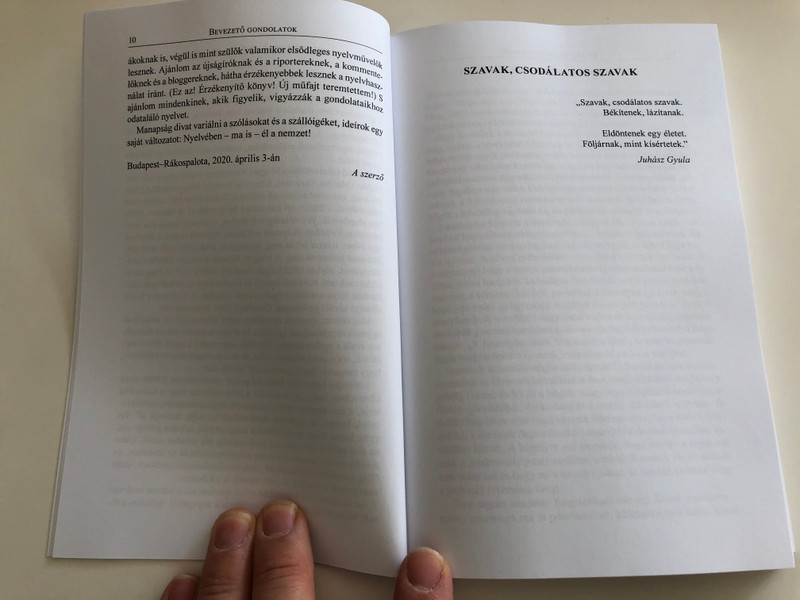 10
BEVEZETŐ GONDOLATOK
ákoknak is, végül is mint szülők valamikor elsődleges nyelvművelők
lesznek. Ajánlom az újságíróknak és a riportereknek, a kommente-
lőknek és a bloggereknek, hátha érzékenyebbek lesznek a nyelvhasz-
nálat iránt. (Ez az! Érzékenyítő könyv! Új műfajt teremtettem!) S
ajánlom mindenkinek, akik figyelik, vigyázzák a gondolataikhoz
odataláló nyelvet.
Manapság divat variálni a szólásokat és a szállóigéket, ideírok egy
saját változatot: Nyelvében – ma is – él a nemzet!
Budapest–Rákospalota, 2020. április 3-án
A szerző
SZAVAK, CSODÁLATOS SZAVAK
„Szavak, csodálatos szavak.
Békítenek, lázítanak.
Eldöntenek egy életet.
Följárnak, mint kísértetek.”
Juhász Gyula